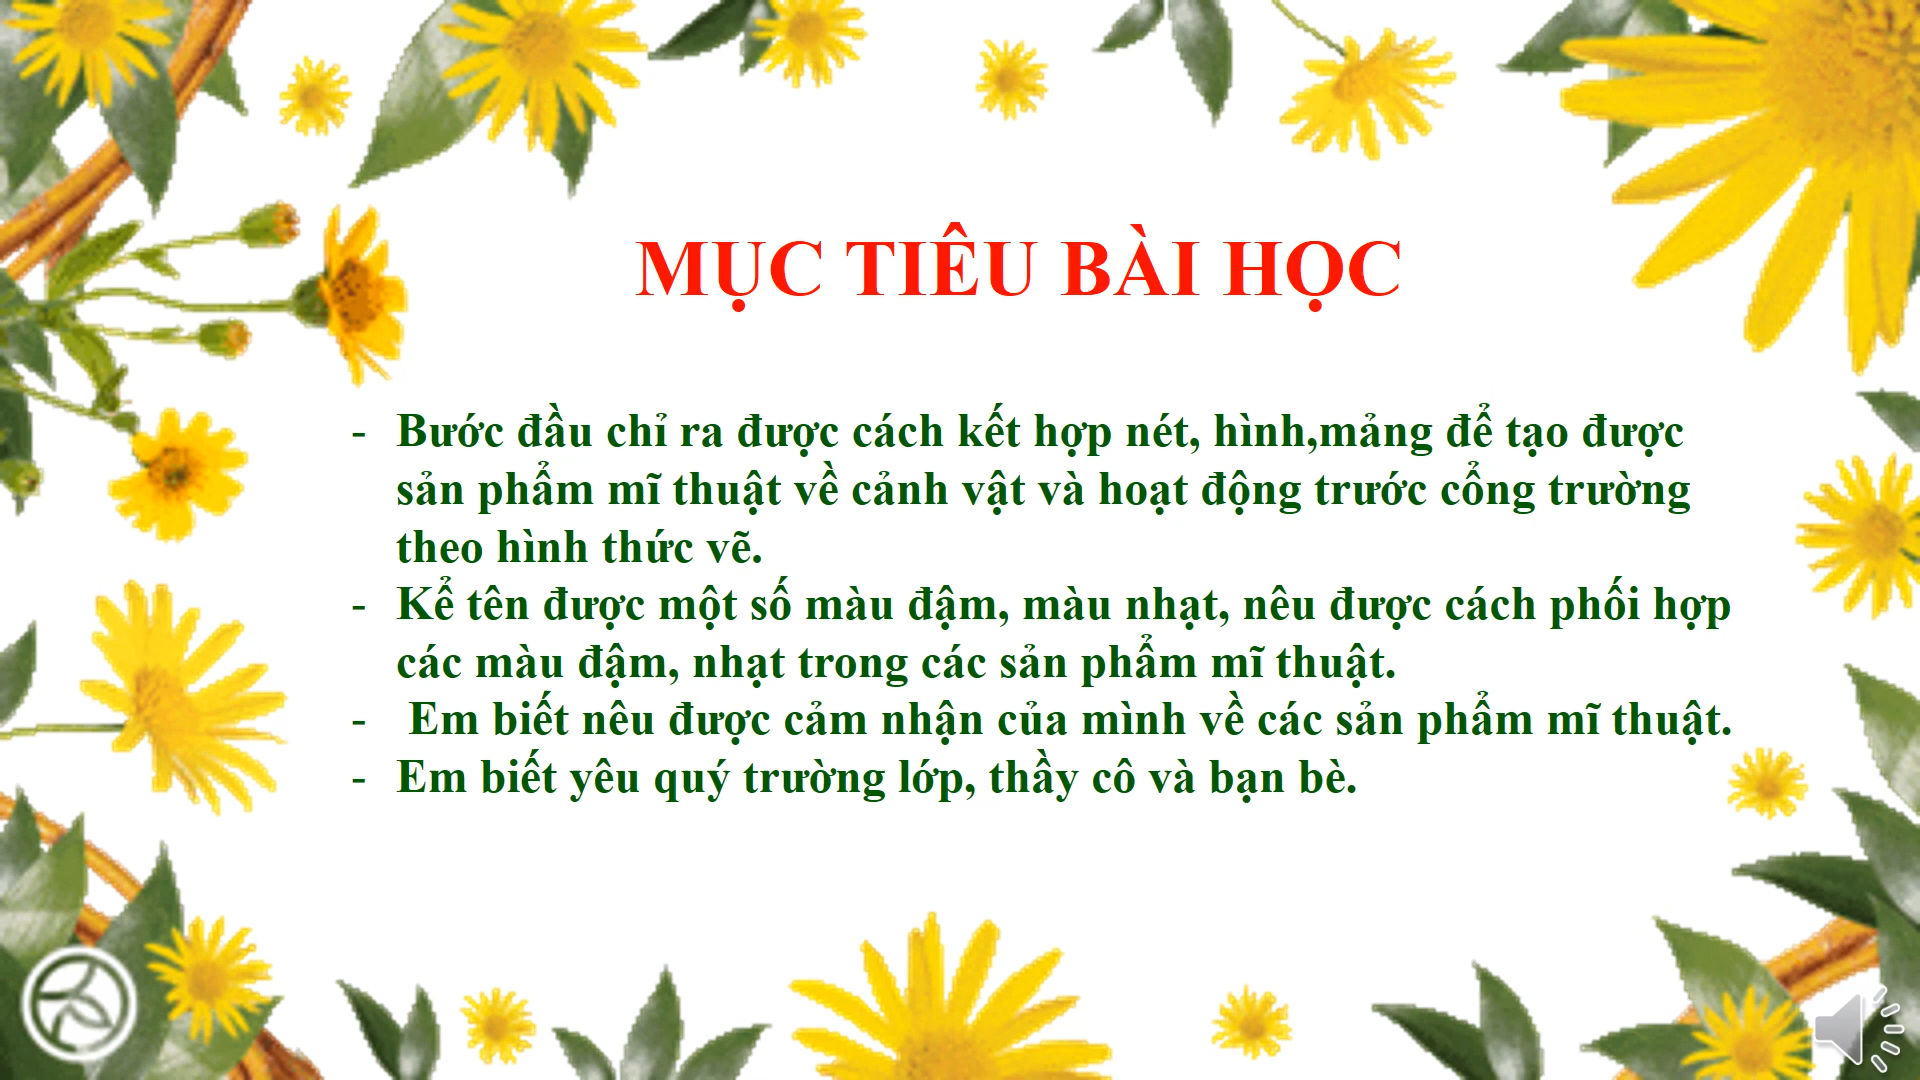 MỤC TIÊU BÀI HỌC
- Bước đầu chỉ ra được cách kết hợp nét, hình,mảng để tạo được
sản phẩm mĩ thuật về cảnh vật và hoạt động trước cổng trường
theo hình thức vẽ.
- Kể tên được một số màu đậm, màu nhạt, nêu được cách phối hợp
các màu đậm, nhạt trong các sản phẩm mĩ thuật.
- Em biết nêu được cảm nhận của mình về các sản phẩm mĩ thuật.
- Em biết yêu quý trường lớp, thầy cô và bạn bè.